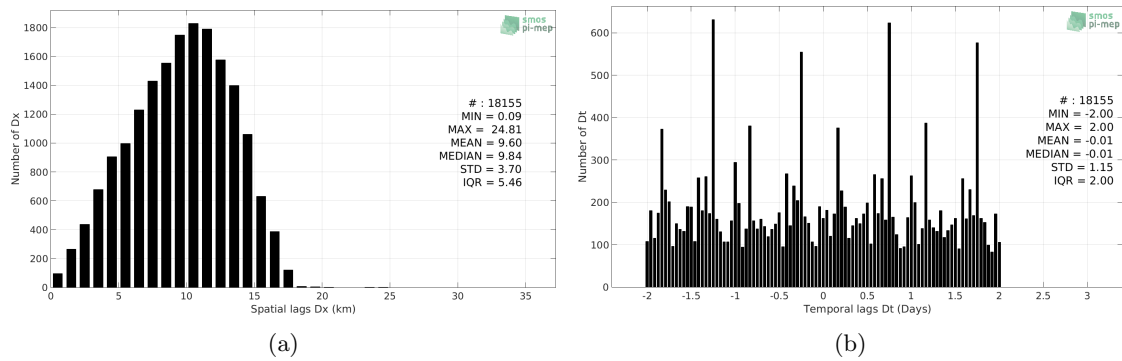 smos
pi-mep
1800
1600
1400
1200
1000
800
600
400
200
0
Number of Dx
# : 18155
MIN = 0.09
MAX = 24.81
MEAN = 9.60
MEDIAN = 9.84
STD = 3.70
IQR = 5.46
0 5 10 15 20 25 30 35
Spatial lags Dx (km)
(a)
smos
pi-mep
600
500
400
300
200
100
0
Number of Dt
# : 18155
MIN = -2.00
MAX = 2.00
MEAN = -0.01
MEDIAN = -0.01
STD = 1.15
IQR = 2.00
-2 -1.5 -1 -0.5 0 0.5 1 1.5 2 2.5 3
Temporal lags Dt (Days)
(b)